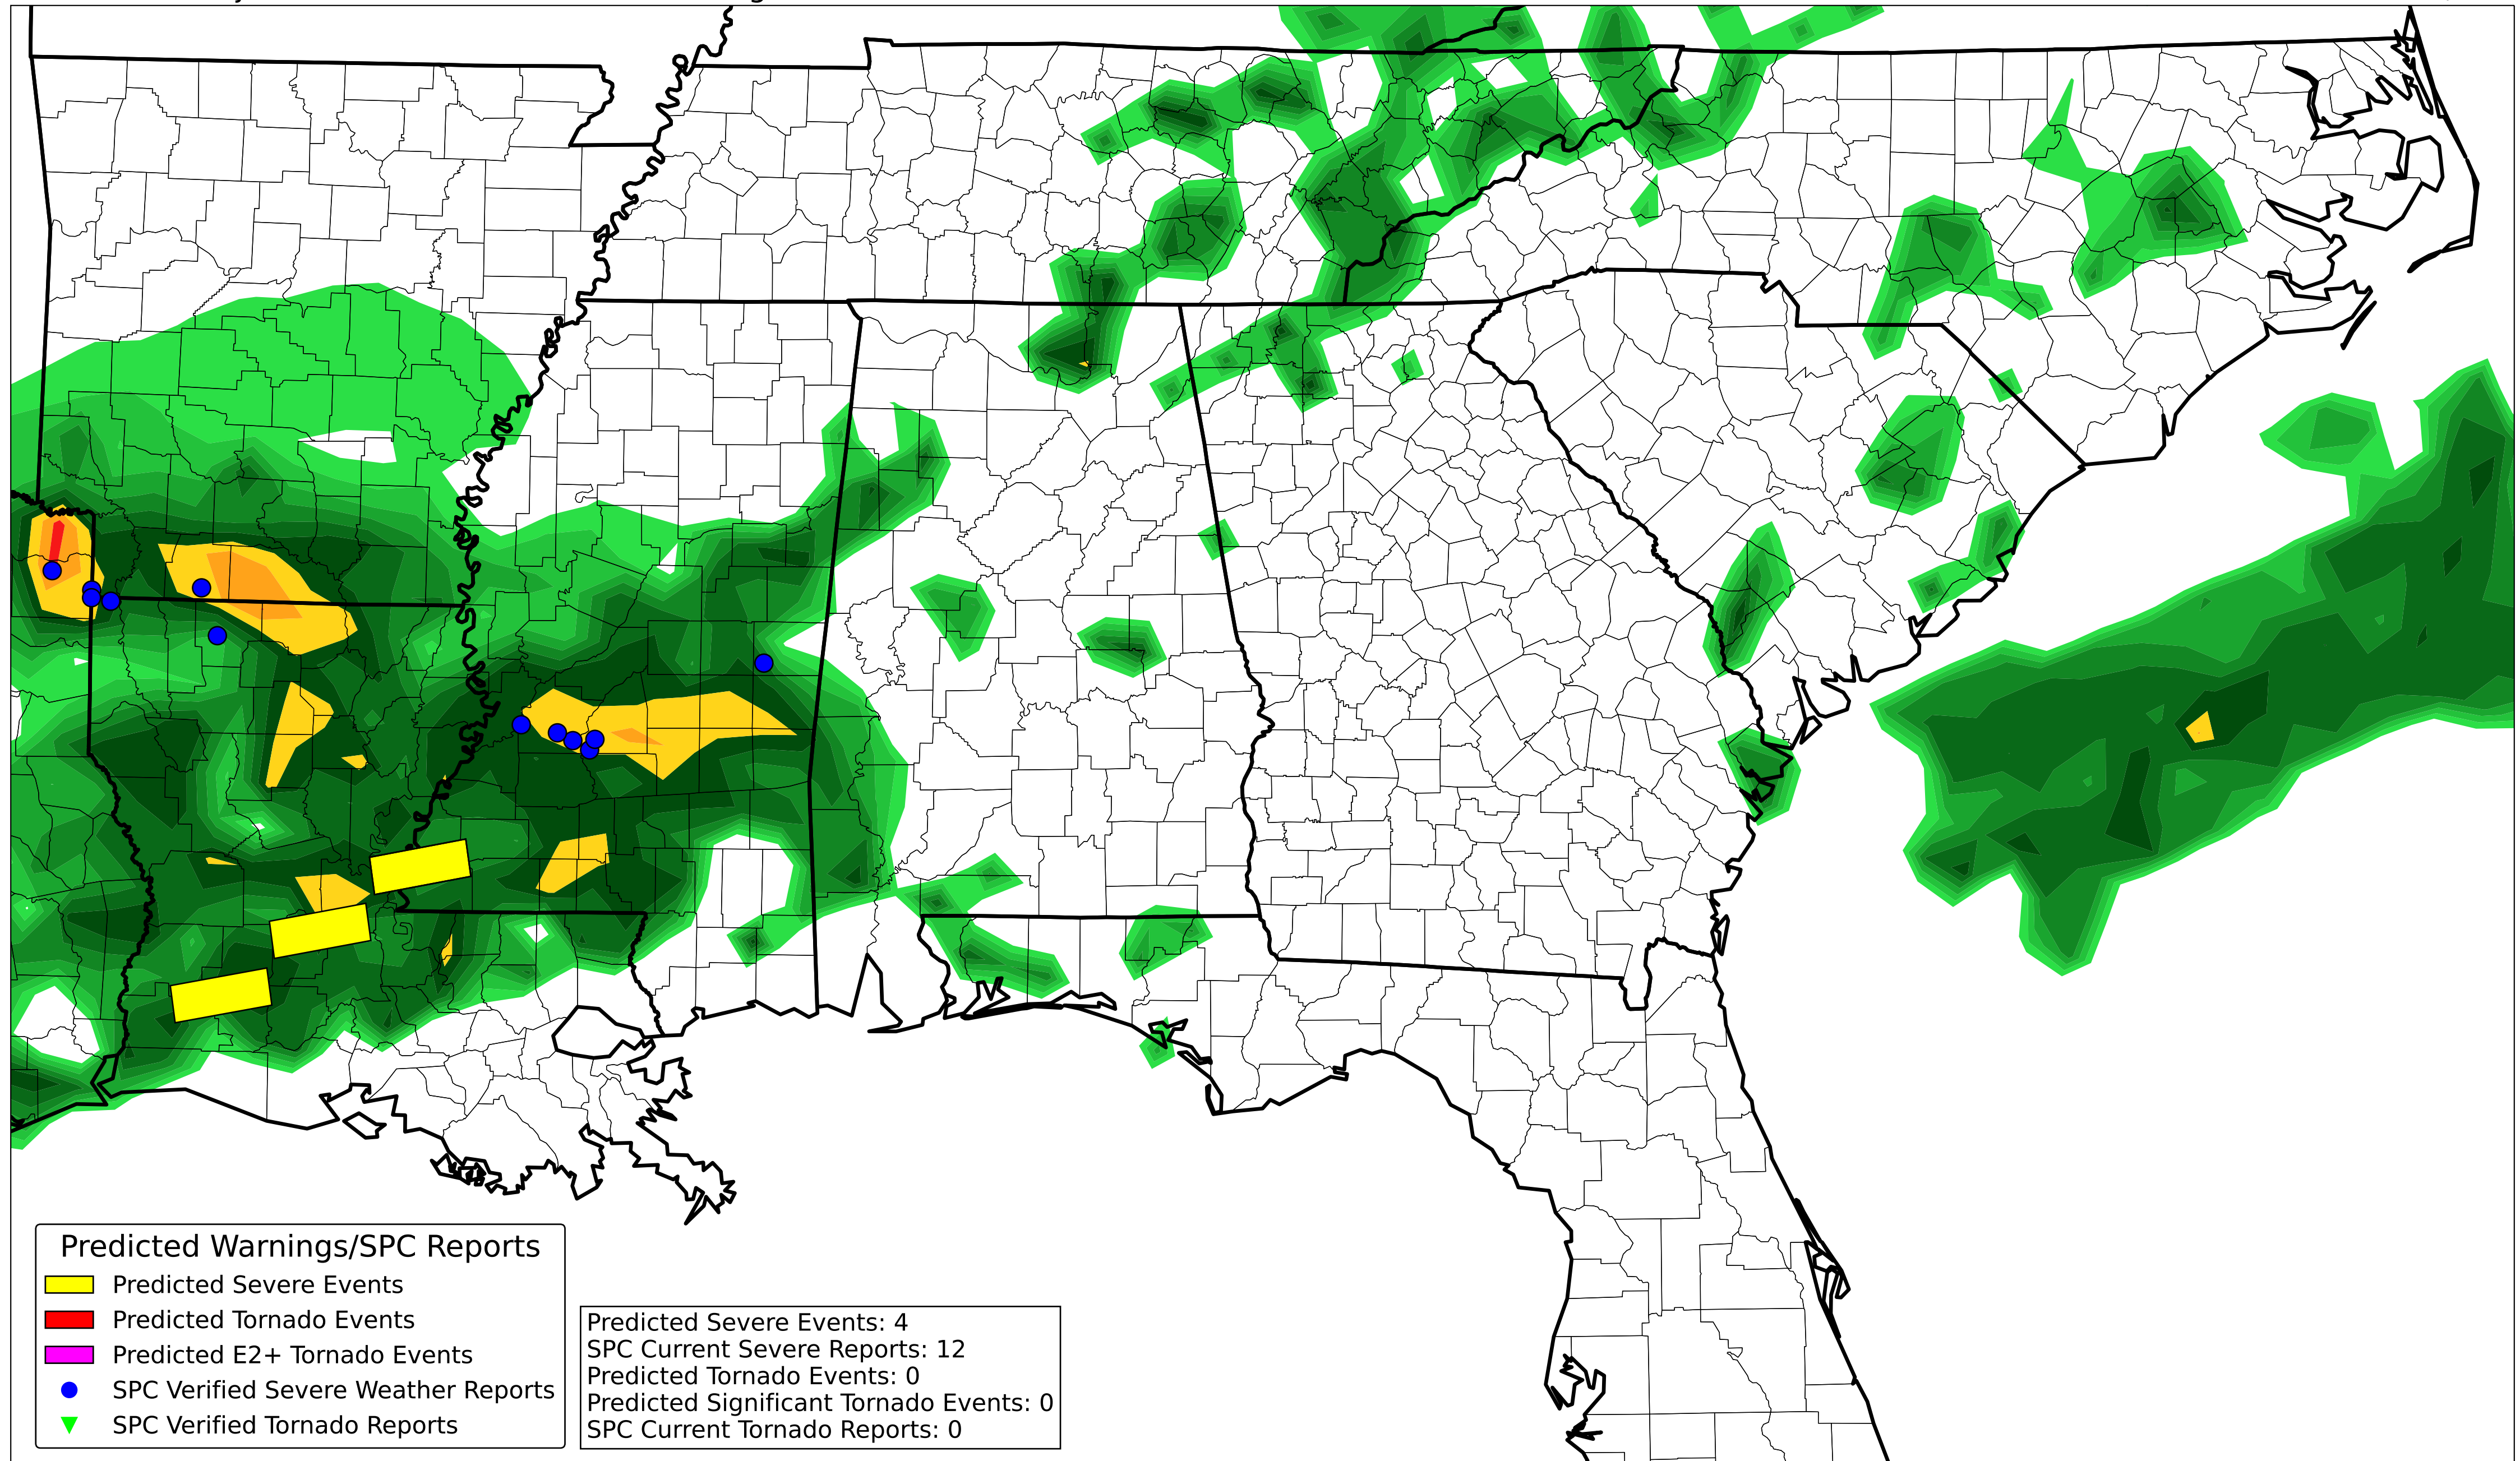 Predicted Warnings/SPC Reports
Predicted Severe Events
Predicted Tornado Events
Predicted E2+ Tornado Events
SPC Verified Severe Weather Reports
SPC Verified Tornado Reports
Predicted Severe Events: 4
SPC Current Severe Reports: 12
Predicted Tornado Events: 0
Predicted Significant Tornado Events: 0
SPC Current Tornado Reports: 0